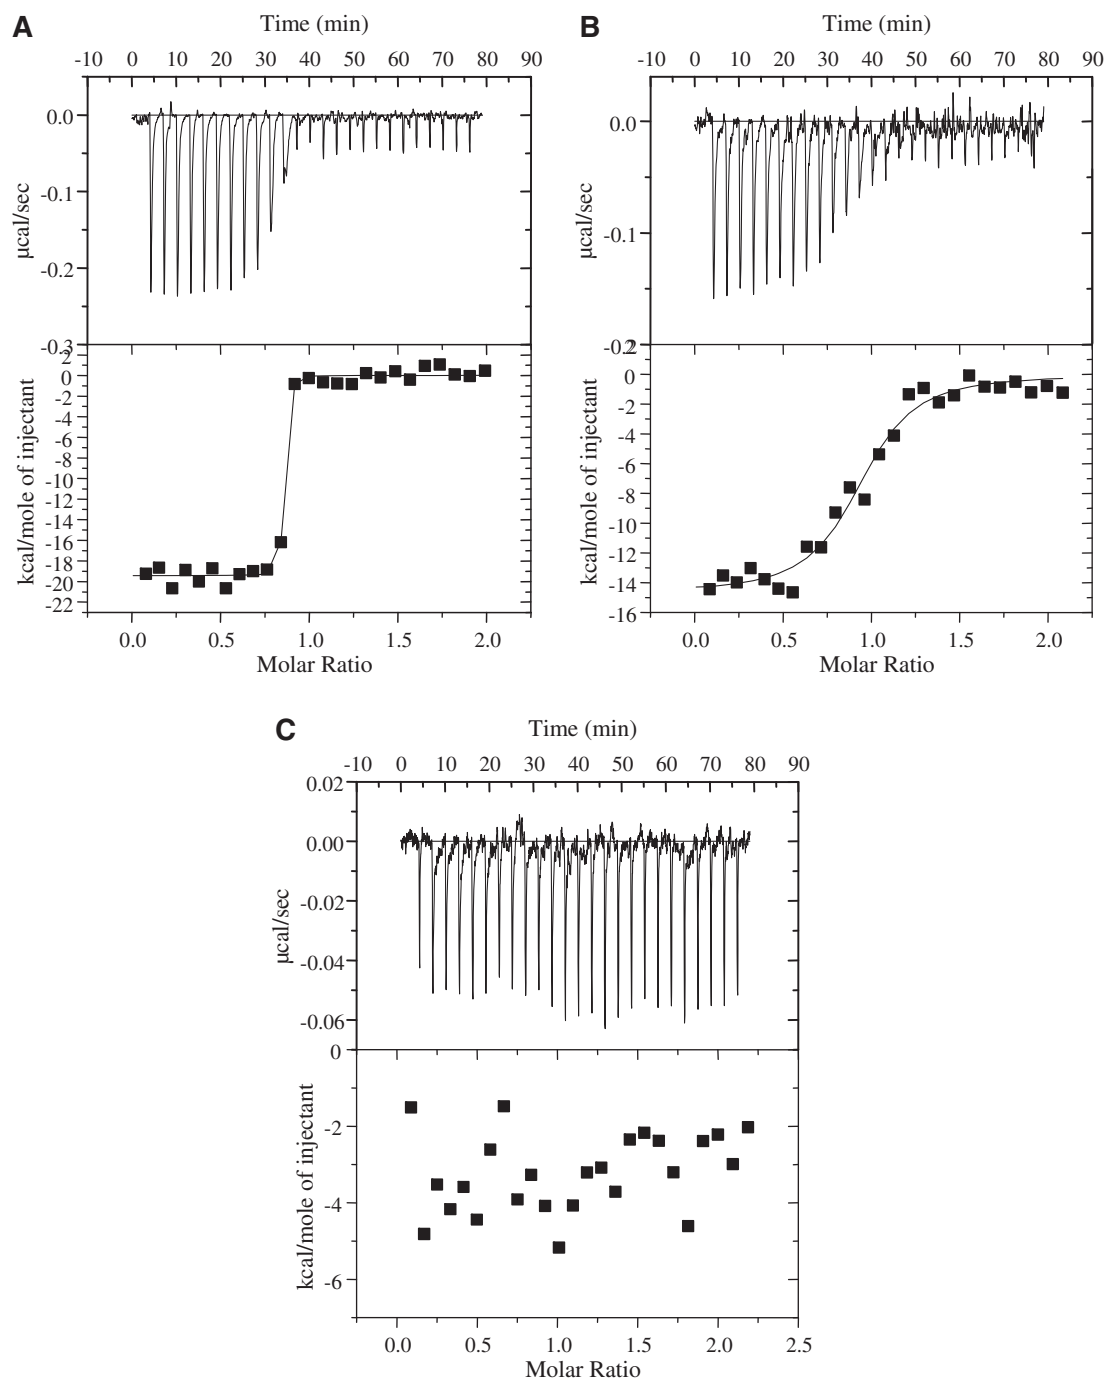 A
Time (min)
-10 0 10 20 30 40 50 60 70 80 90
0.0
-0.1
-0.2
-0.3
µcal/sec
2
0
-2
-4
-6
-8
-10
-12
-14
-16
-18
-20
-22
kcal/mole of injectant
0.0 0.5 1.0 1.5 2.0
Molar Ratio
B
Time (min)
-10 0 10 20 30 40 50 60 70 80 90
0.0
-0.1
-0.2
µcal/sec
2
0
-2
-4
-6
-8
-10
-12
-14
-16
kcal/mole of injectant
0.0 0.5 1.0 1.5 2.0
Molar Ratio
C
Time (min)
-10 0 10 20 30 40 50 60 70 80 90
0.02
0.00
-0.02
-0.04
-0.06
µcal/sec
0
-2
-4
-6
kcal/mole of injectant
0.0 0.5 1.0 1.5 2.0 2.5
Molar Ratio